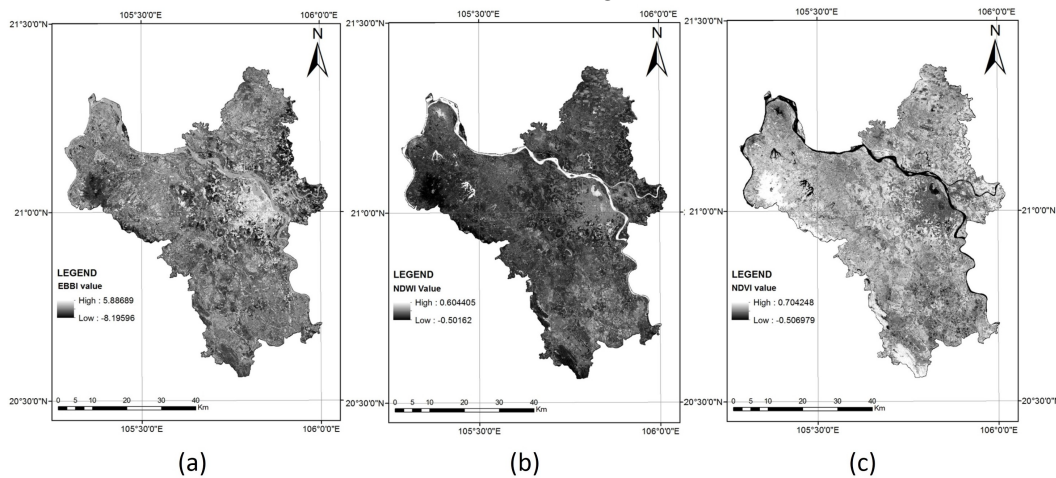 105°30'0"E 106°0'0"E
21°30'0"N 21°30'0"N
N
21°0'0"N 21°0'0"N
LEGEND
EBBI value
High : 5.88689
Low : -8.19596
0 5 10 20 30 40 Km
20°30'0"N 20°30'0"N
105°30'0"E 106°0'0"E
(a)
105°30'0"E 106°0'0"E
N
LEGEND
NDWI value
High : 0.604405
Low : -0.50162
0 5 10 20 30 40 Km
20°30'0"N
105°30'0"E 106°0'0"E
(b)
105°30'0"E 106°0'0"E
21°30'0"N
N
21°0'0"N
LEGEND
NDVI value
High : 0.704248
Low : -0.506979
0 5 10 20 30 40 Km
20°30'0"N
105°30'0"E 106°0'0"E
(c)